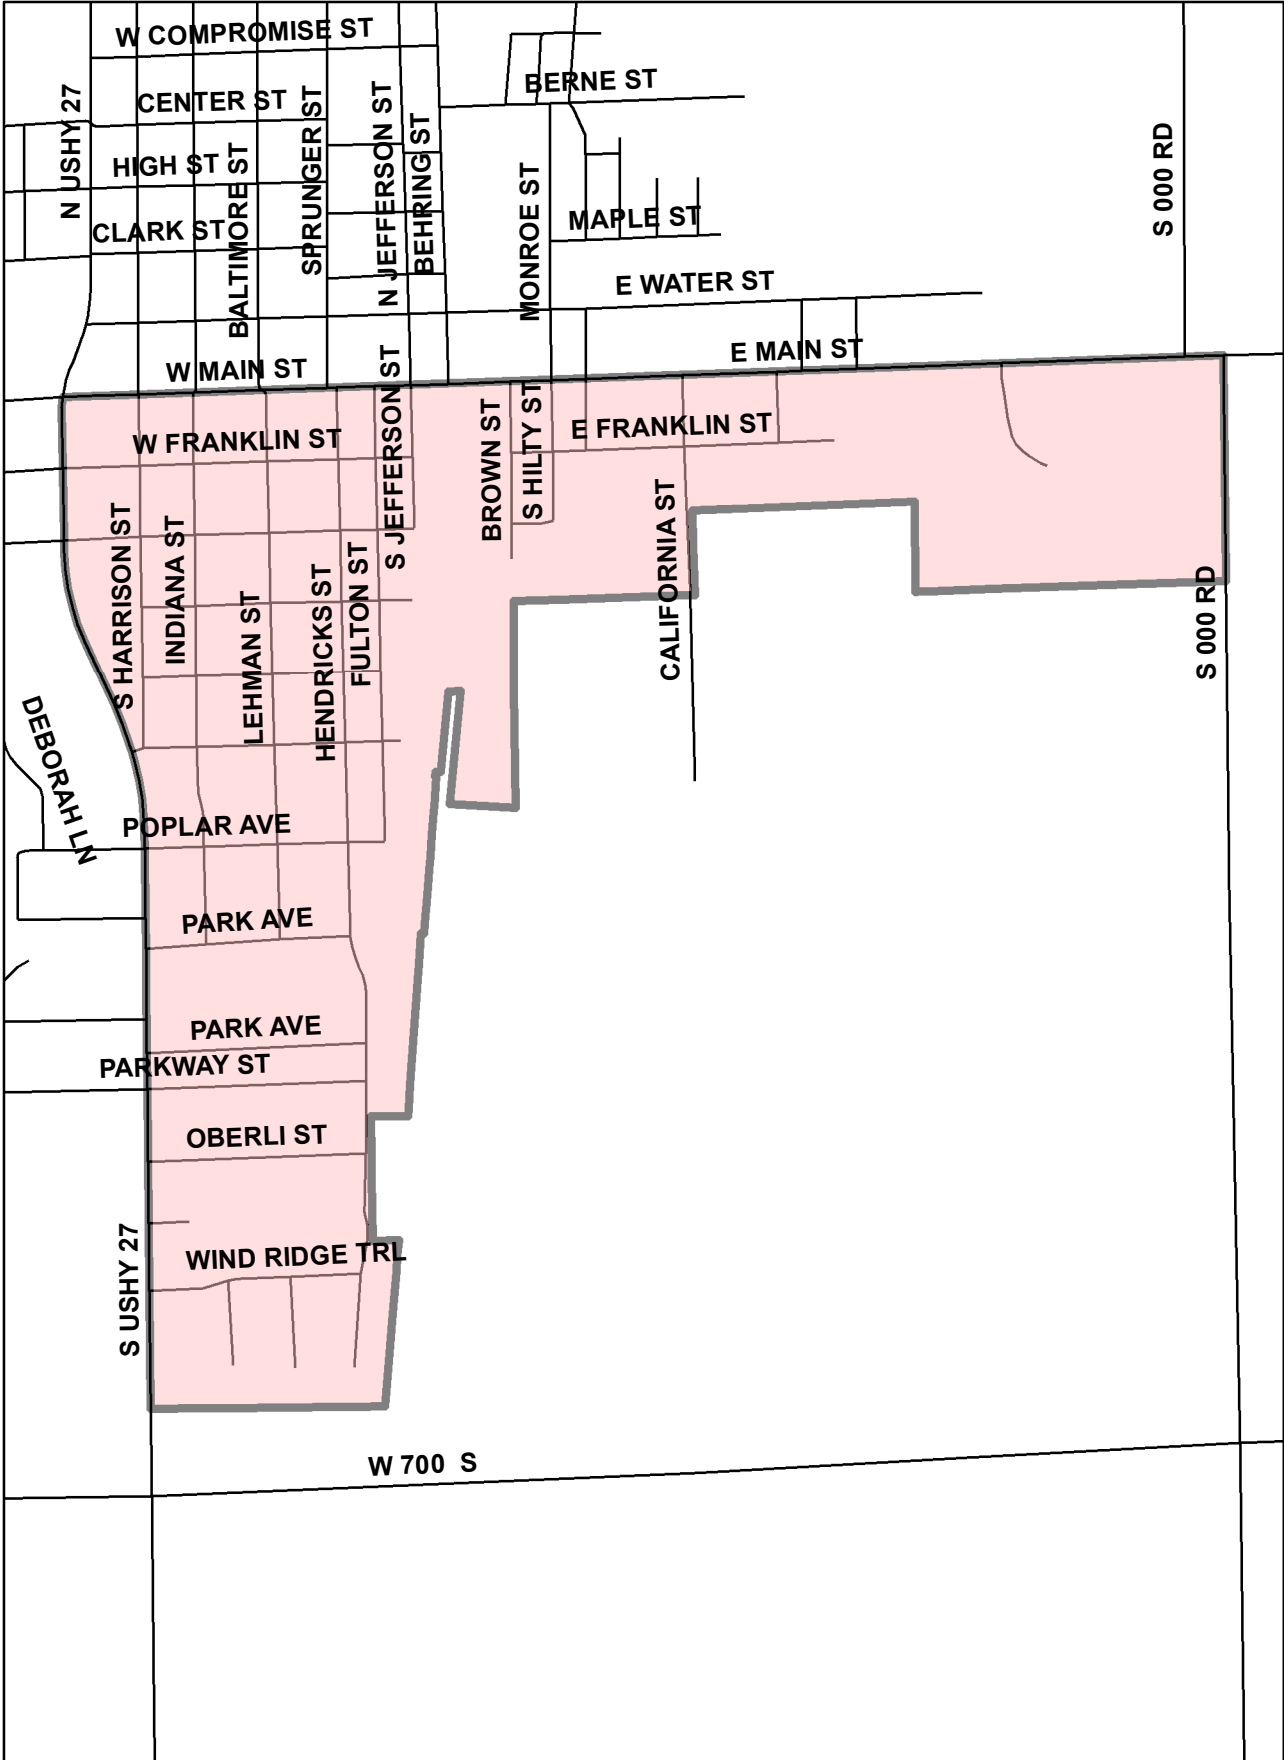 W COMPROMISE ST
BERNE ST
CENTER ST
N USHY 27
SPRUNGER ST
N JEFFERSON ST
BEHRING ST
HIGH ST
BALTIMORE ST
MONROE ST
S 000 RD
MAPLE ST
CLARK ST
E WATER ST
E MAIN ST
W MAIN ST
S JEFFERSON ST
BROWN ST
S HILTY ST
E FRANKLIN ST
W FRANKLIN ST
S HARRISON ST
INDIANA ST
CALIFORNIA ST
FULTON ST
HENDRICKS ST
LEHMAN ST
S 000 RD
DEBORAH LN
POPLAR AVE
PARK AVE
PARK AVE
PARKWAY ST
OBERLI ST
S USHY 27
WIND RIDGE TRL
W 700 S